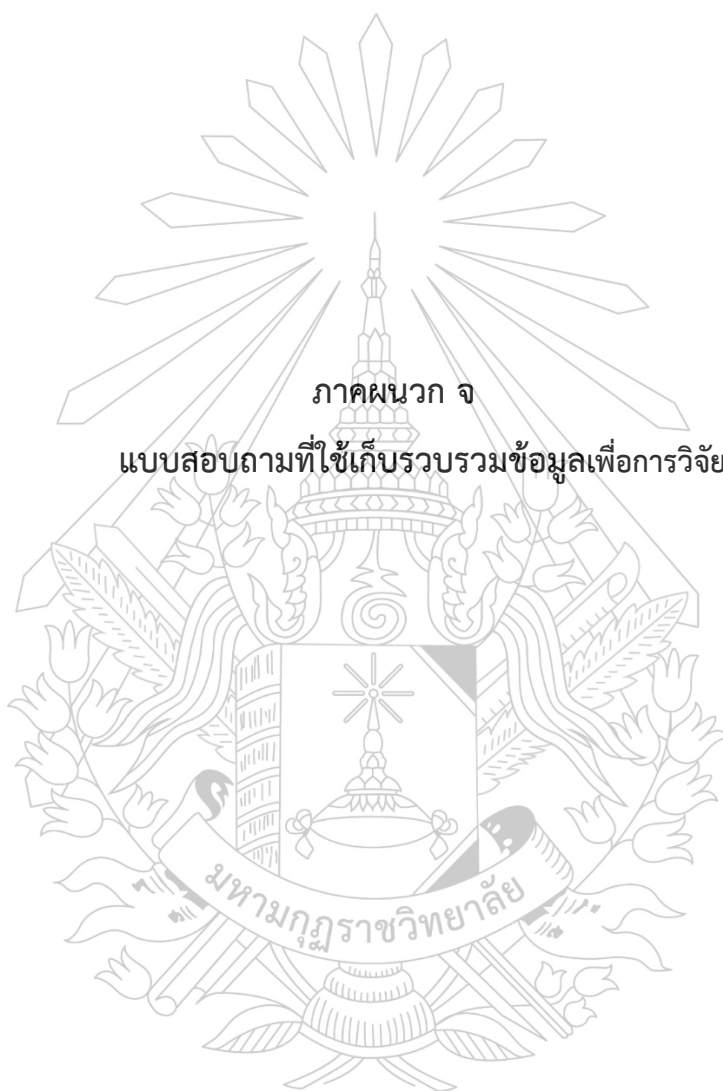 ภาคผนวก จ
แบบสอบถามที่ใช้เก็บรวบรวมข้อมูลเพื่อการวิจัย
มหามกุฏราชวิทยาลัย